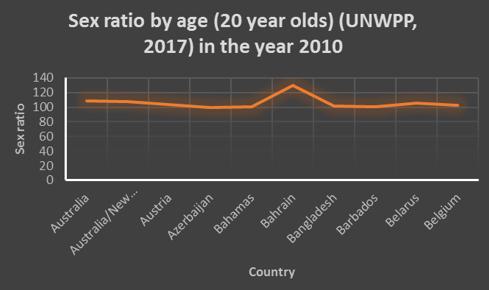 Sex ratio by age (20 year olds) (UNWPP,
2017) in the year 2010
140
120
100
80
60
40
20
0
Sex ratio
Australia
Australia/New...
Austria
Azerbaijan
Bahamas
Bahrain
Bangladesh
Barbados
Belarus
Belgium
Country